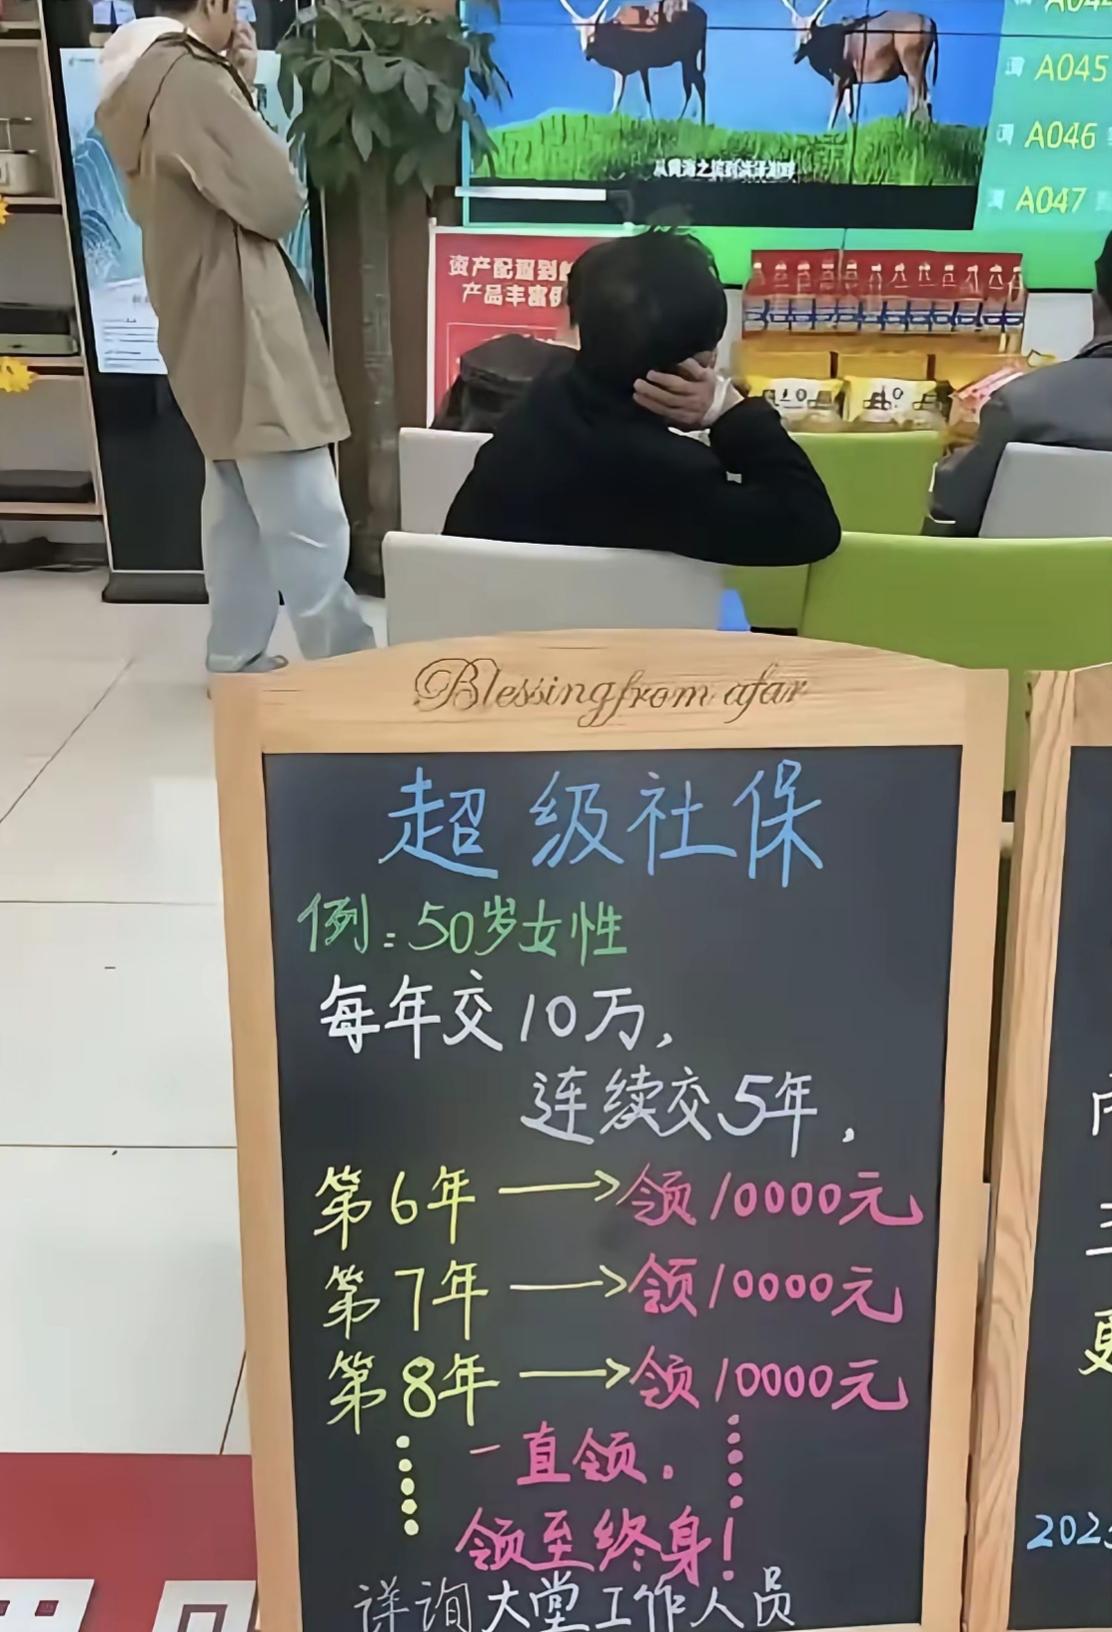 A045
A046
A047
资产配置到
产品丰富
Blessing from afar
超级社保
例:50岁女性
每年交10万,
连续交5年,
第6年→领10000元
第7年→领10000元
第8年→领10000元
一直领.
领至终身!
详询大堂工作人员
202